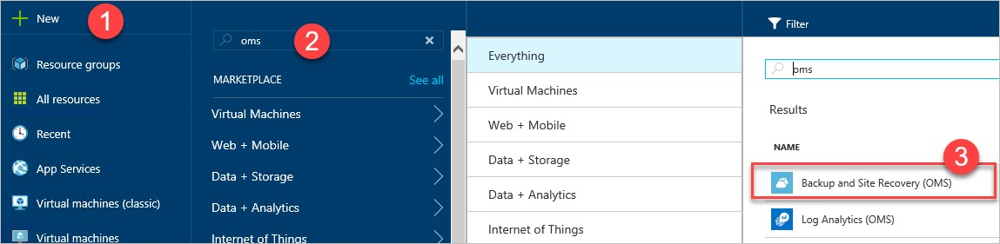 New
1
Resource groups
All resources
Recent
App Services
Virtual machines (classic)
Virtual machines
oms
2
MARKETPLACE
See all
Virtual Machines
Web + Mobile
Data + Storage
Data + Analytics
Internet of Things
Everything
Virtual Machines
Web + Mobile
Data + Storage
Data + Analytics
Internet of Things
Filter
oms
Results
NAME
3
Backup and Site Recovery (OMS)
Log Analytics (OMS)